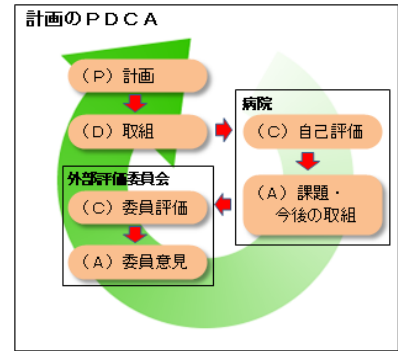 計画のＰＤＣＡ
（Ｐ）計画
（Ｄ）取組
病院
（Ｃ）自己評価
（Ａ）課題・
今後の取組
外部評価委員会
（Ｃ）委員評価
（Ａ）委員意見